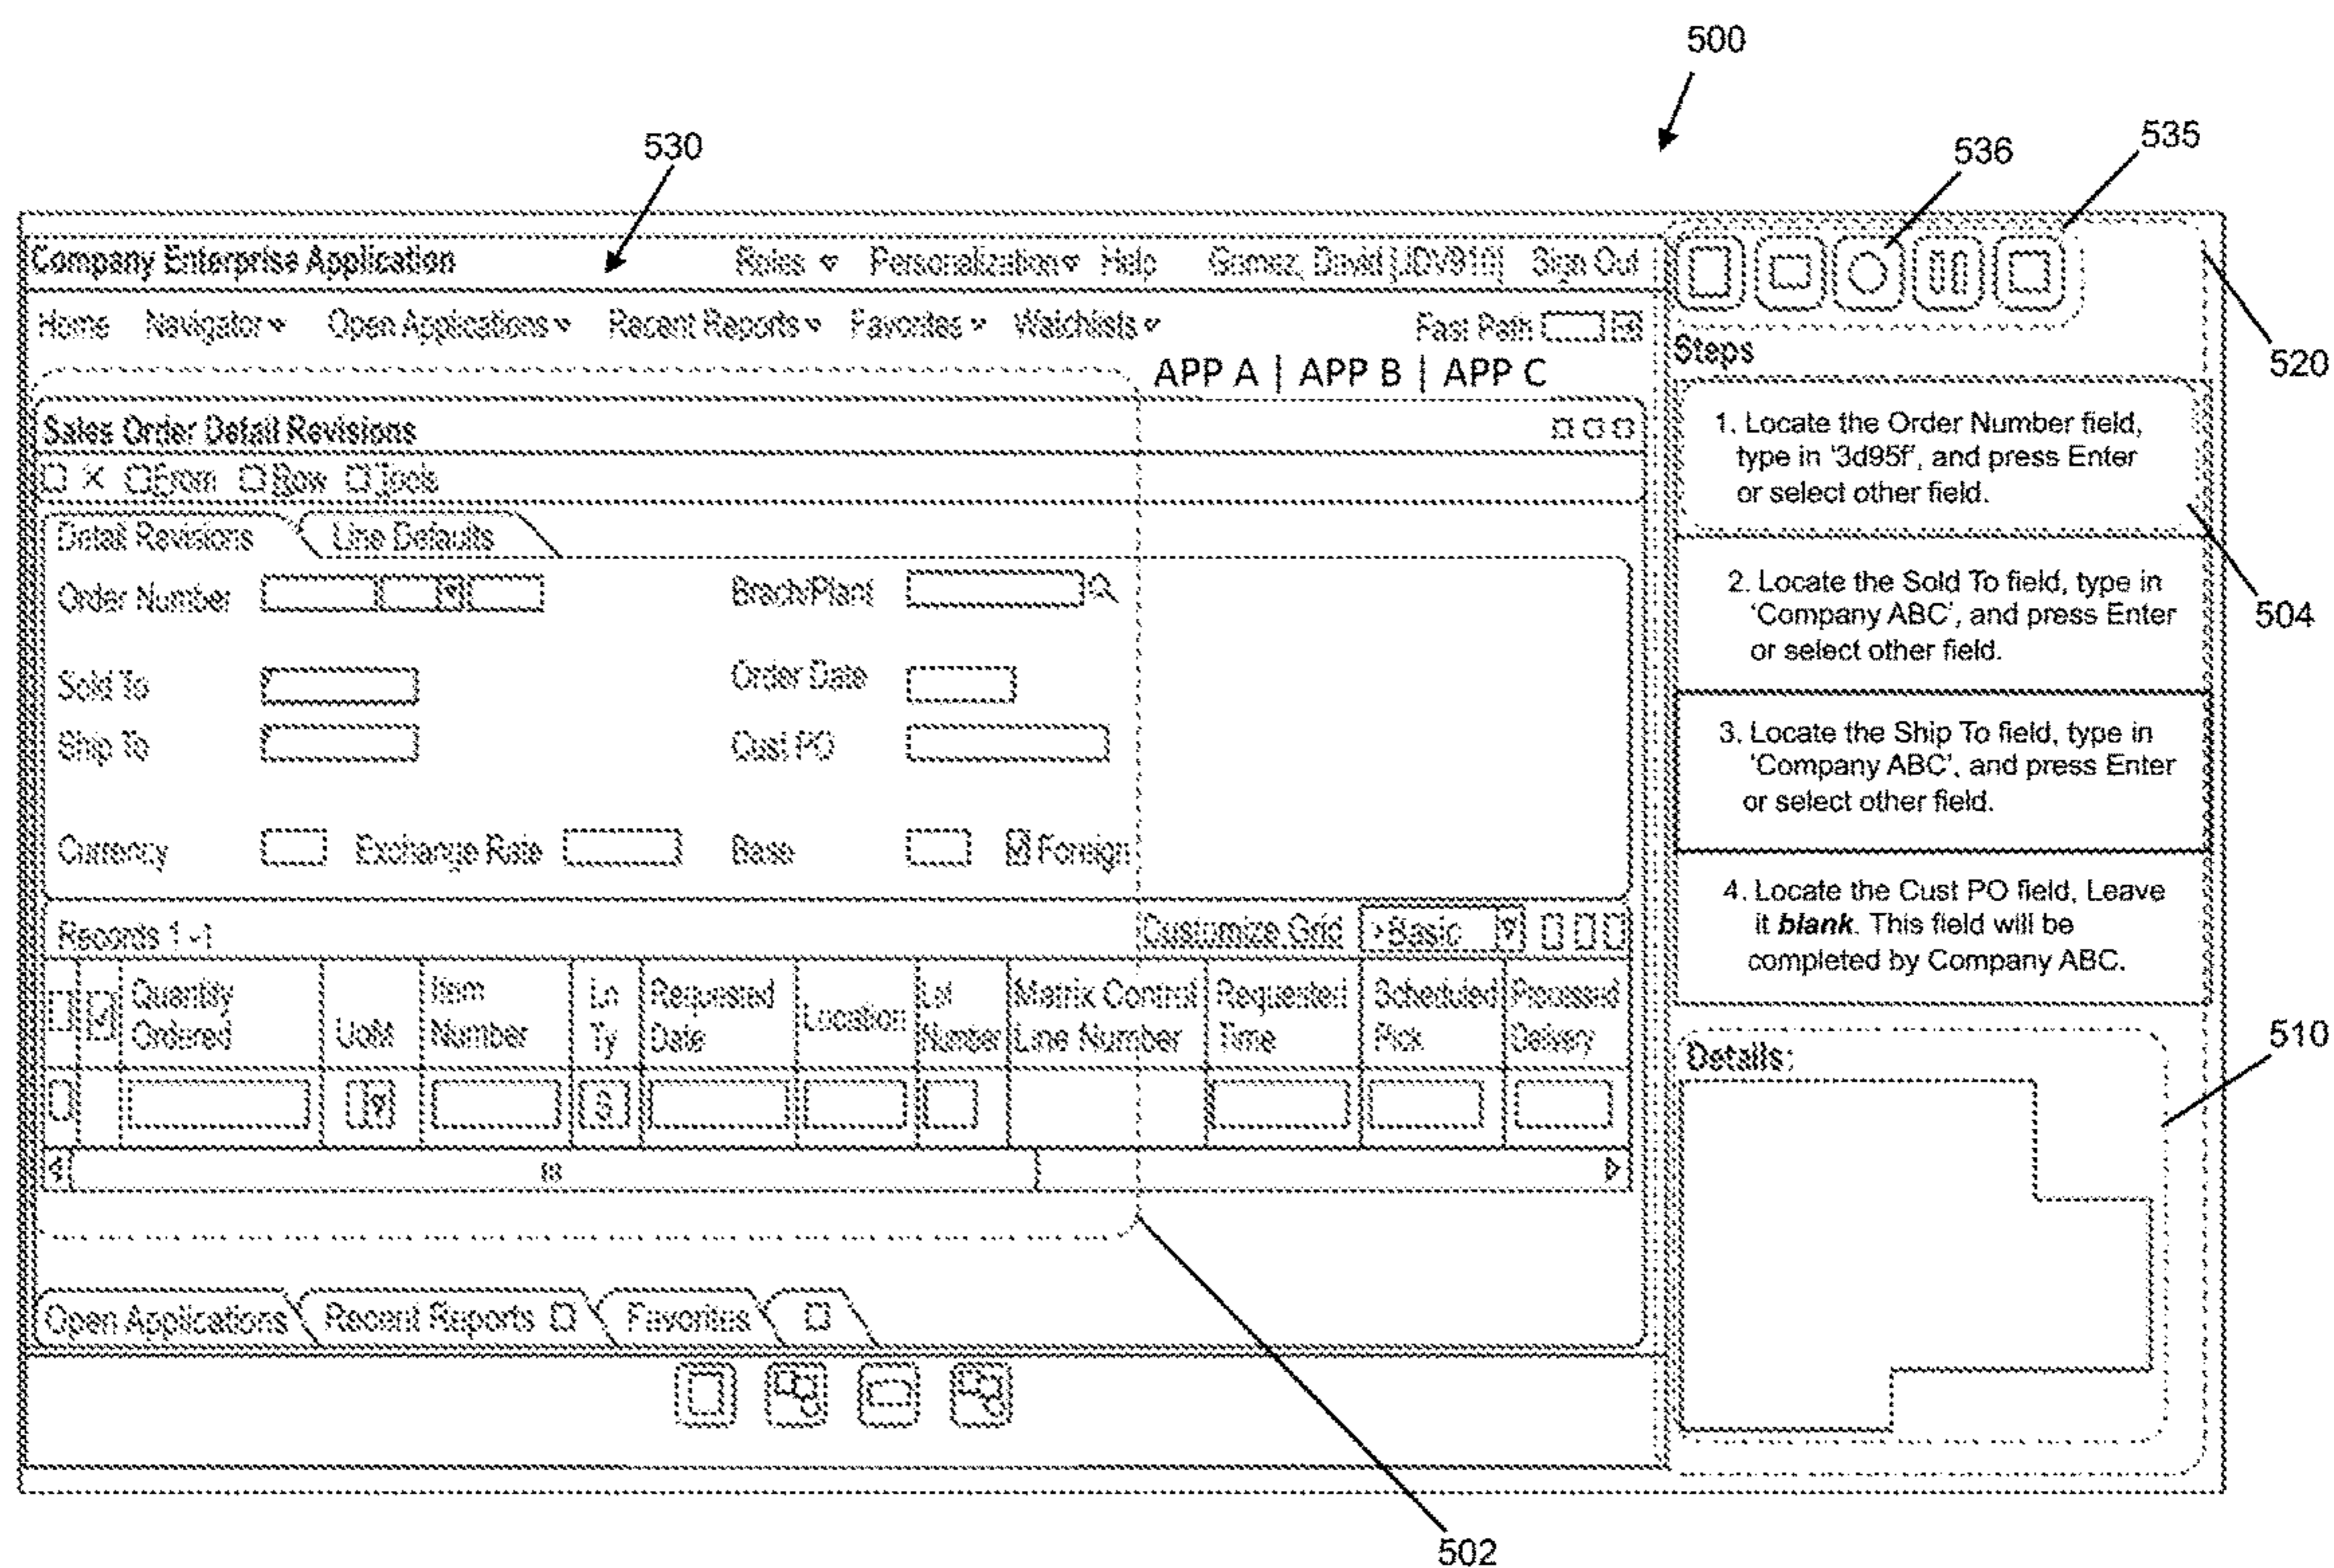 500
530
536
535
Company Enterprise Application Roles Personalization Help Gomez, David [JDV910] Sign Out
Home Navigator Open Applications Recent Reports Favorites Watchlists Fast Path
520
Steps
APP A | APP B | APP C
Sales Order Detail Revisions
X From Row Tools
Detail Revisions Line Defaults
Order Number Brach/Plant
Sold To Order Date
Ship To Cust PO
Currency Exchange Rate Base Foreign
Records 1 -1 Customize Grid >Basic
Quantity Ordered UoM Item Number Ln Ty Requested Date Location Lot Number Matrix Control Line Number Requented Time Scheduled Pick Delivery
S
Open Applications Recent Reports Favorites
1. Locate the Order Number field,
type in '3d95f', and press Enter
or select other field.
504
2. Locate the Sold To field, type in
'Company ABC', and press Enter
or select other field.
3. Locate the Ship To field, type in
'Company ABC', and press Enter
or select other field.
4. Locate the Cust PO field, Leave
it blank. This field will be
completed by Company ABC.
510
Details:
502